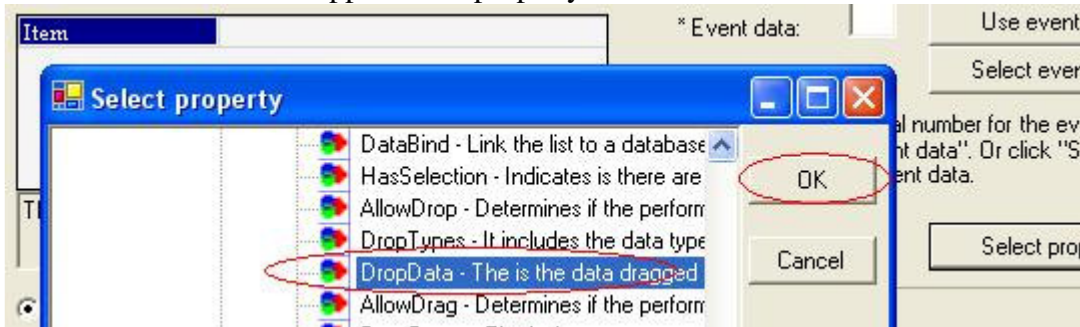 Item
* Event data:
Use event
Select even
Select property
DataBind - Link the list to a database
HasSelection - Indicates is there are
AllowDrop - Determines if the perform
DropTypes - It includes the data type
DropData - The is the data dragged
AllowDrag - Determines if the perform
OK
Cancel
al number for the ev
nt data". Or click "S
ent data.
Select prop